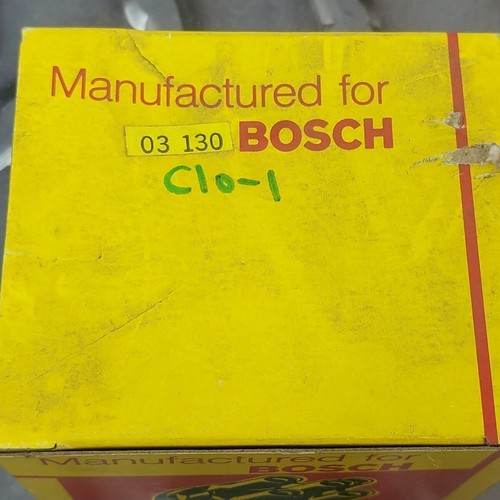 Manufactured for
03 130 BOSCH
C10-1
Manufactured for
BOSCH